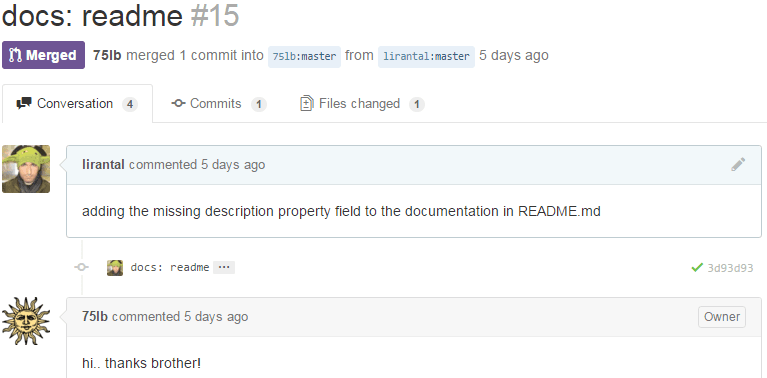 docs: readme #15
Merged 75lb merged 1 commit into 75lb:master from lirantal:master 5 days ago
Conversation 4 Commits 1 Files changed 1
lirantal commented 5 days ago
adding the missing description property field to the documentation in README.md
docs: readme ... 3d93d93
75lb commented 5 days ago Owner
hi.. thanks brother!